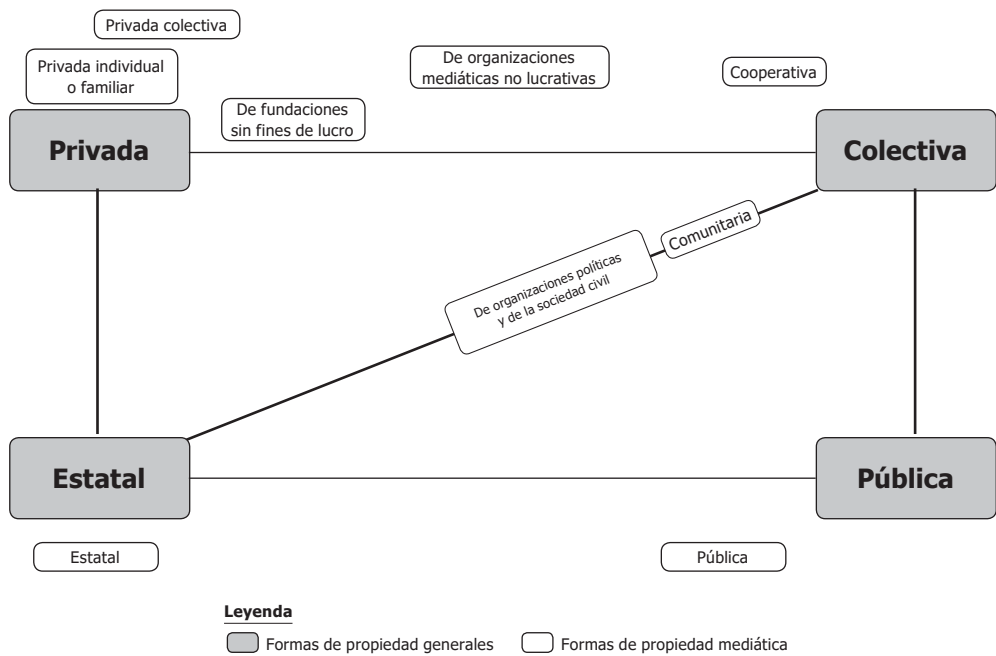 Privada colectiva
Privada individual
o familiar
De organizaciones
mediáticas no lucrativas
Cooperativa
De fundaciones
sin fines de lucro
Privada
Colectiva
Comunitaria
De organizaciones políticas
y de la sociedad civil
Estatal
Pública
Estatal
Pública
Leyenda
Formas de propiedad generales
Formas de propiedad mediática